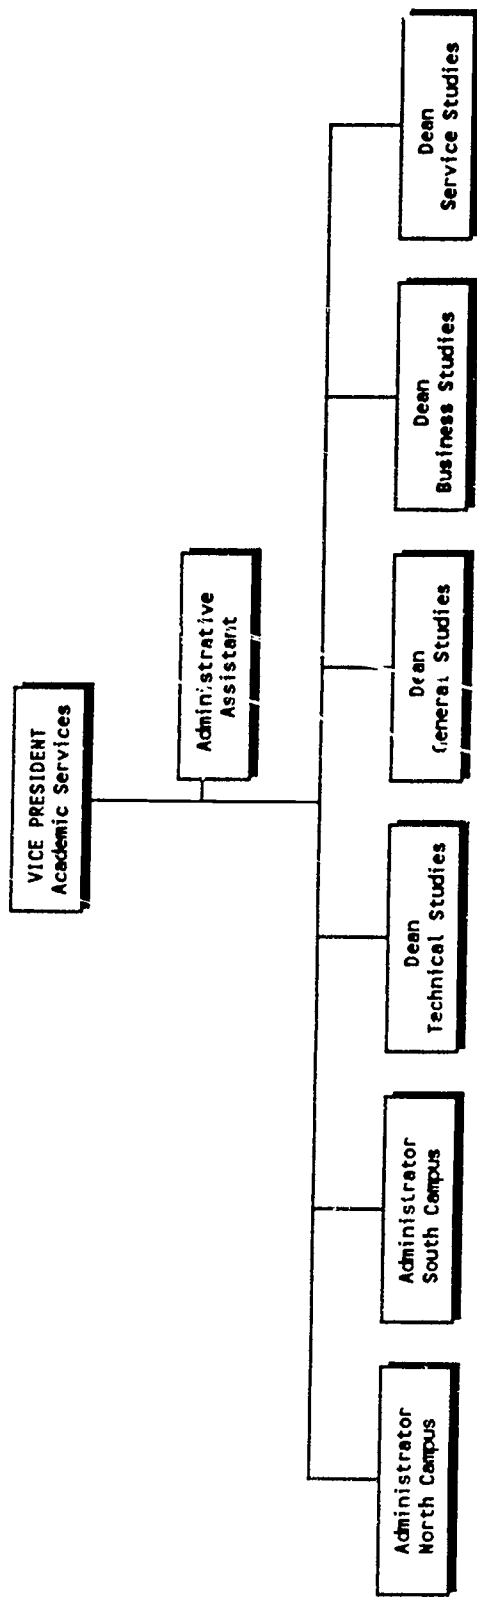 VICE PRESIDENT
Academic Services
Administrative
Assistant
Administrator
North Campus
Administrator
South Campus
Dean
Technical Studies
Dean
General Studies
Dean
Business Studies
Dean
Service Studies